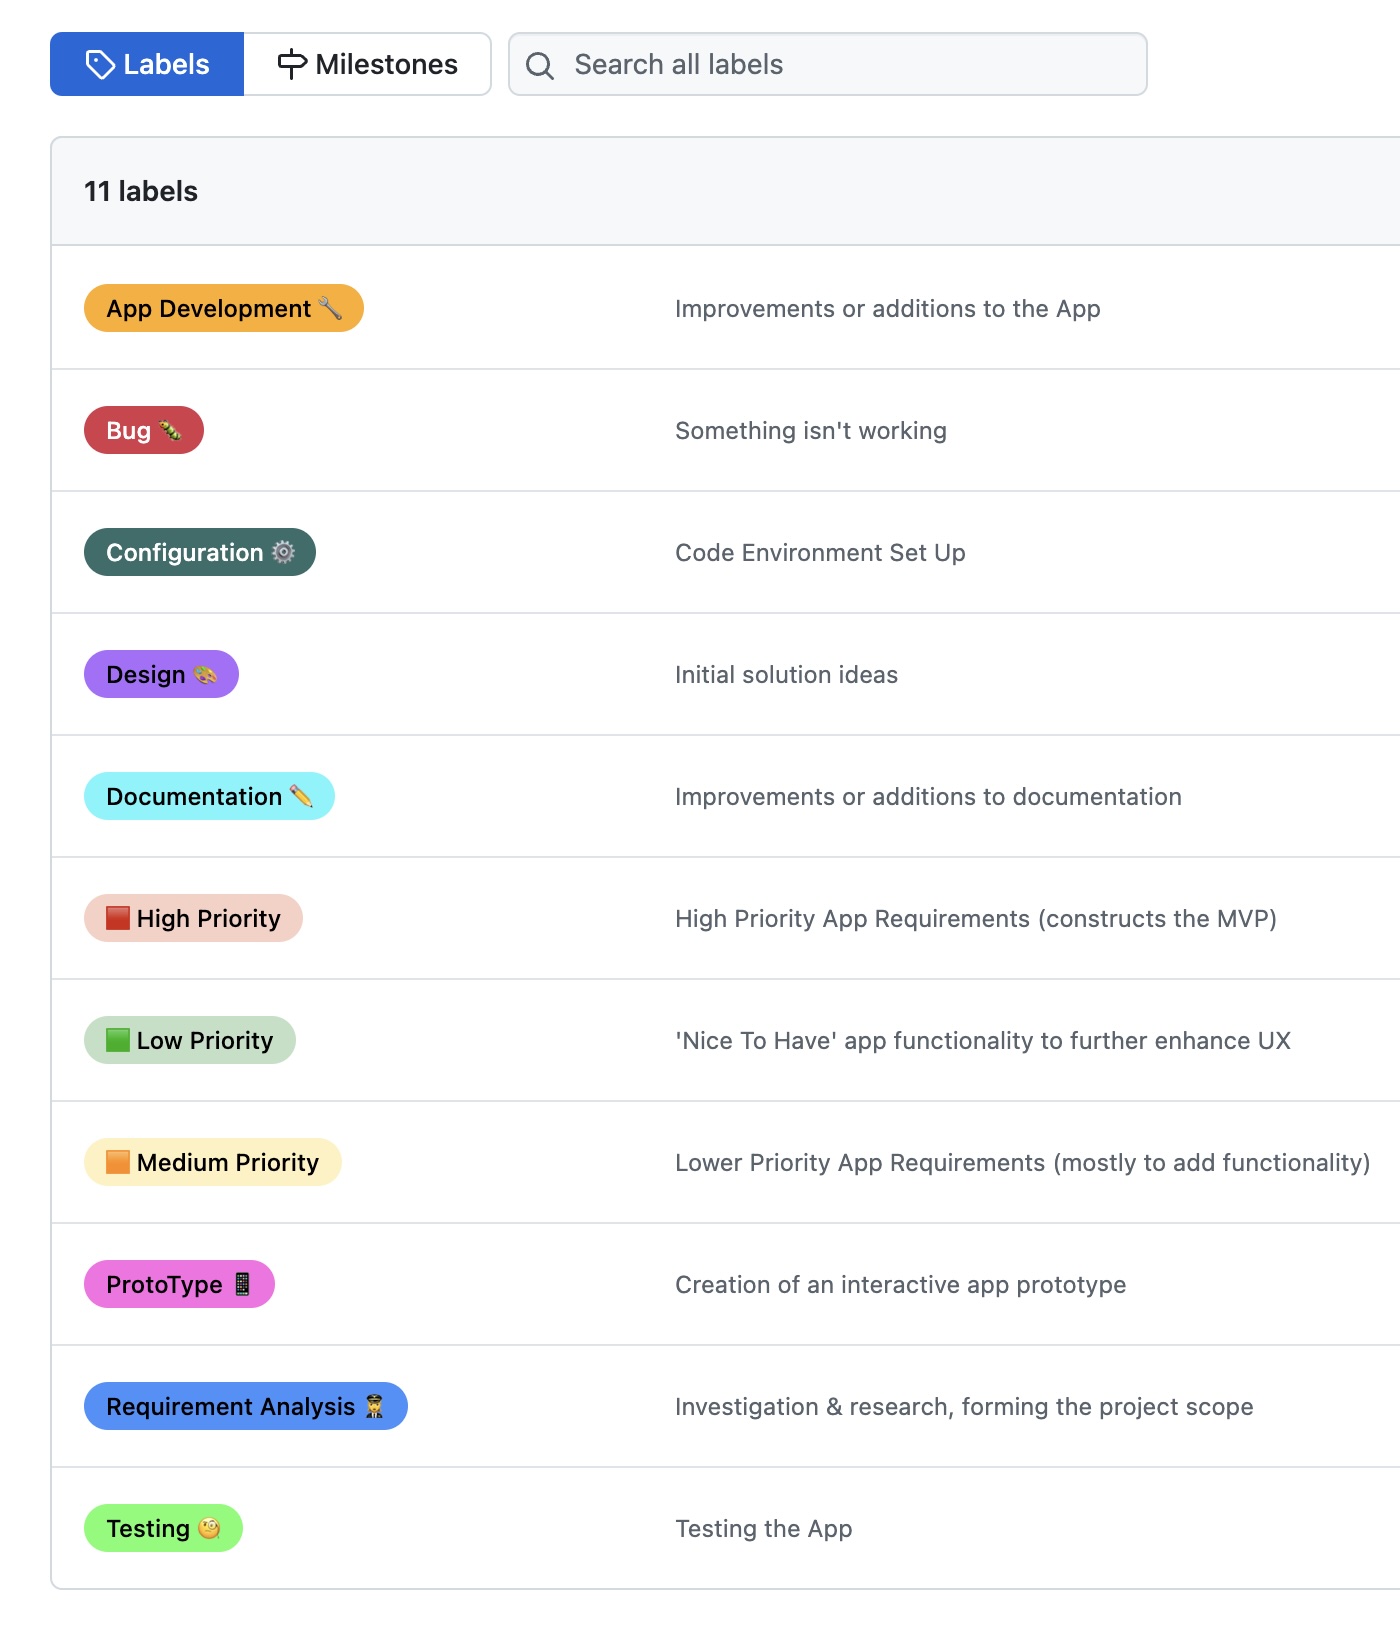 Labels Milestones Search all labels
11 labels
App Development 🔧 Improvements or additions to the App
Bug 🐛 Something isn't working
Configuration ⚙️ Code Environment Set Up
Design 🎨 Initial solution ideas
Documentation ✏️ Improvements or additions to documentation
🟥 High Priority High Priority App Requirements (constructs the MVP)
🟩 Low Priority 'Nice To Have' app functionality to further enhance UX
🟧 Medium Priority Lower Priority App Requirements (mostly to add functionality)
ProtoType 📱 Creation of an interactive app prototype
Requirement Analysis 👩‍✈️ Investigation & research, forming the project scope
Testing 🧐 Testing the App